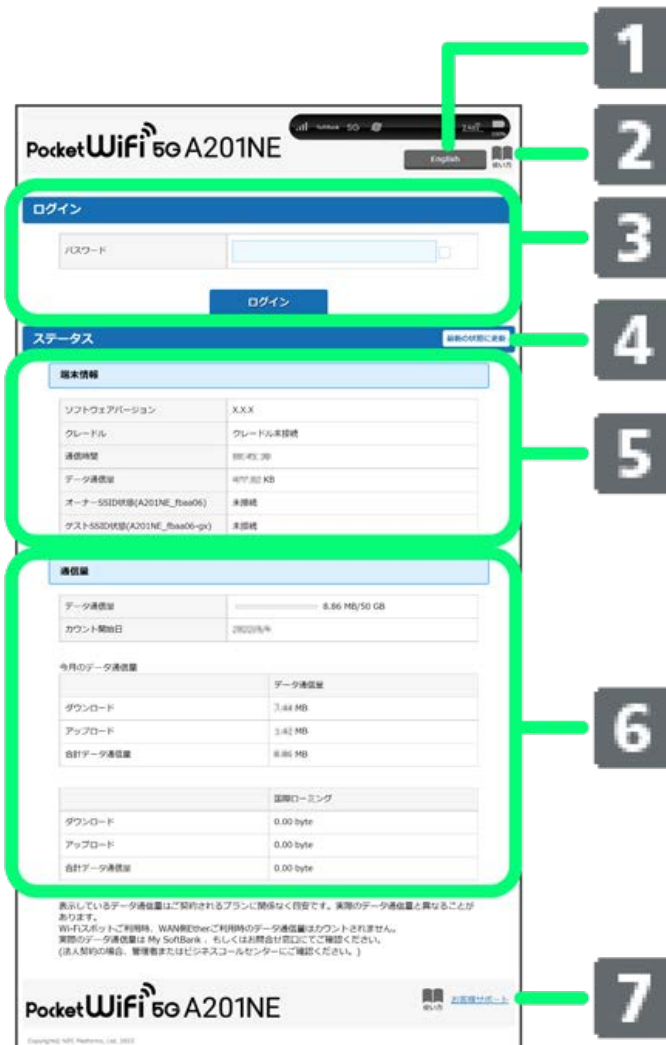 1
SoftBank 5G
Pocket WiFi 5G A201NE
English
使い方
2
ログイン
パスワード
3
ログイン
ステータス
最新の状態に更新
4
端末情報
ソフトウェアバージョン X.X.X
クレードル クレードル未接続
通信時間
5
データ通信量 KB
オーナーSSID状態(A201NE_fbaa06) 未接続
ゲストSSID状態(A201NE_fbaa06-gx) 未接続
通信量
データ通信量 8.86 MB/50 GB
カウント開始日
今月のデータ通信量
データ通信量
ダウンロード 7.44 MB
アップロード 1.42 MB
6
合計データ通信量 8.86 MB
国際ローミング
ダウンロード 0.00 byte
アップロード 0.00 byte
合計データ通信量 0.00 byte
表示しているデータ通信量はご契約されるプランに関係なく目安です。実際のデータ通信量と異なることが
あります。
Wi-Fiスポットご利用時、WAN側Etherご利用時のデータ通信量はカウントされません。
実際のデータ通信量は My SoftBank 、もしくはお問合せ窓口にてご確認ください。
(法人契約の場合、管理者またはビジネスコールセンターにご確認ください。)
Pocket WiFi 5G A201NE
使い方
お客様サポート
7
Copyright© NEC Platforms, Ltd. 2022